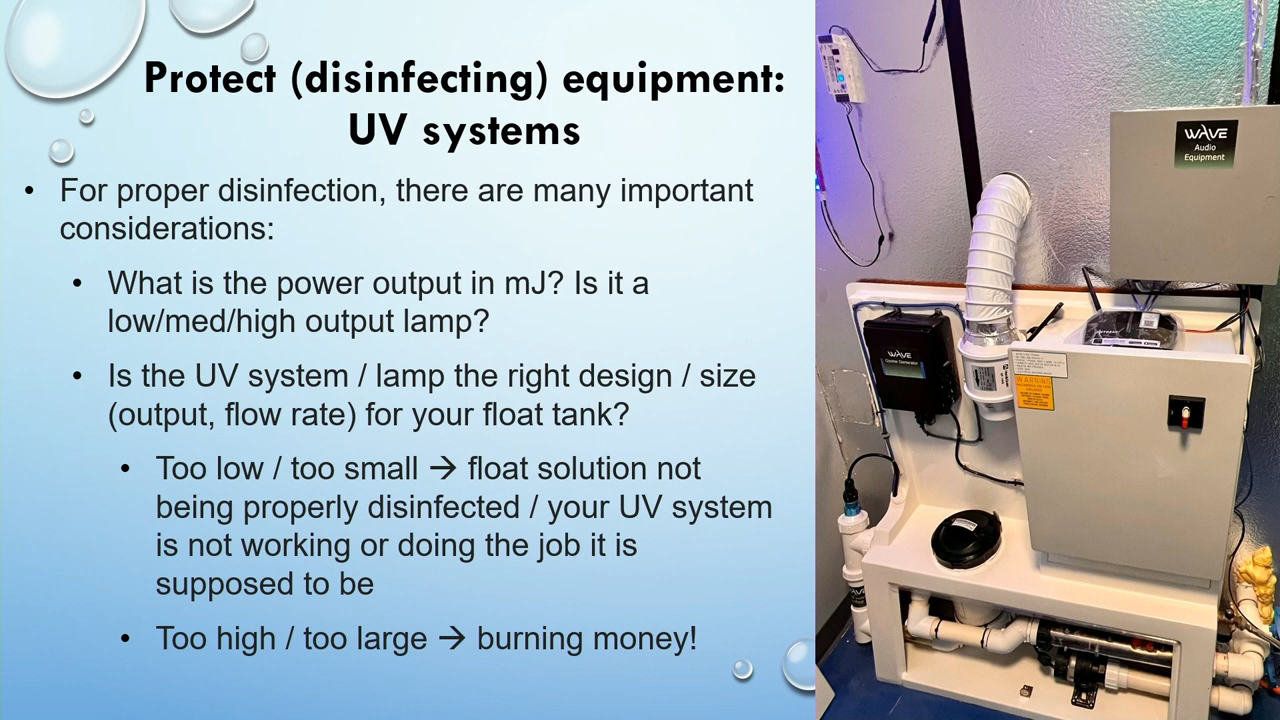 Protect (disinfecting) equipment:
UV systems
• For proper disinfection, there are many important
considerations:
• What is the power output in mJ? Is it a
low/med/high output lamp?
• Is the UV system / lamp the right design / size
(output, flow rate) for your float tank?
• Too low / too small → float solution not
being properly disinfected / your UV system
is not working or doing the job it is
supposed to be
• Too high / too large → burning money!
WAVE
Audio
Equipment
WAVE
Ozone Generator
WARNING
WAVE